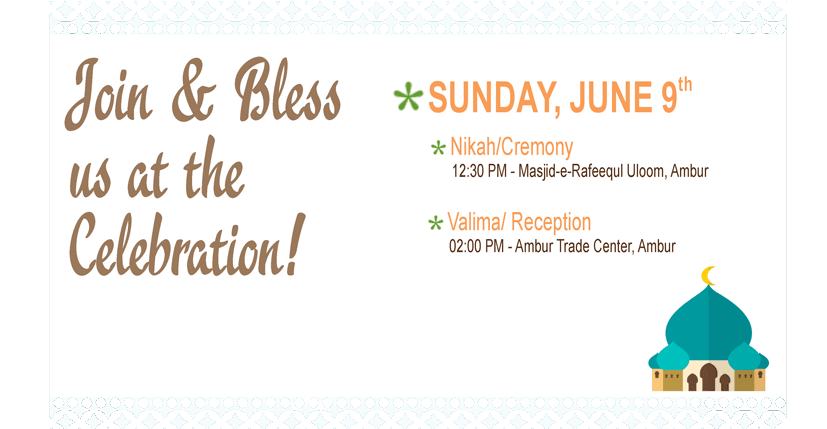 Join & Bless
us at the
Celebration!
SUNDAY, JUNE 9th
Nikah/Cremony
12:30 PM - Masjid-e-Rafeequl Uloom, Ambur
Valima/ Reception
02:00 PM - Ambur Trade Center, Ambur